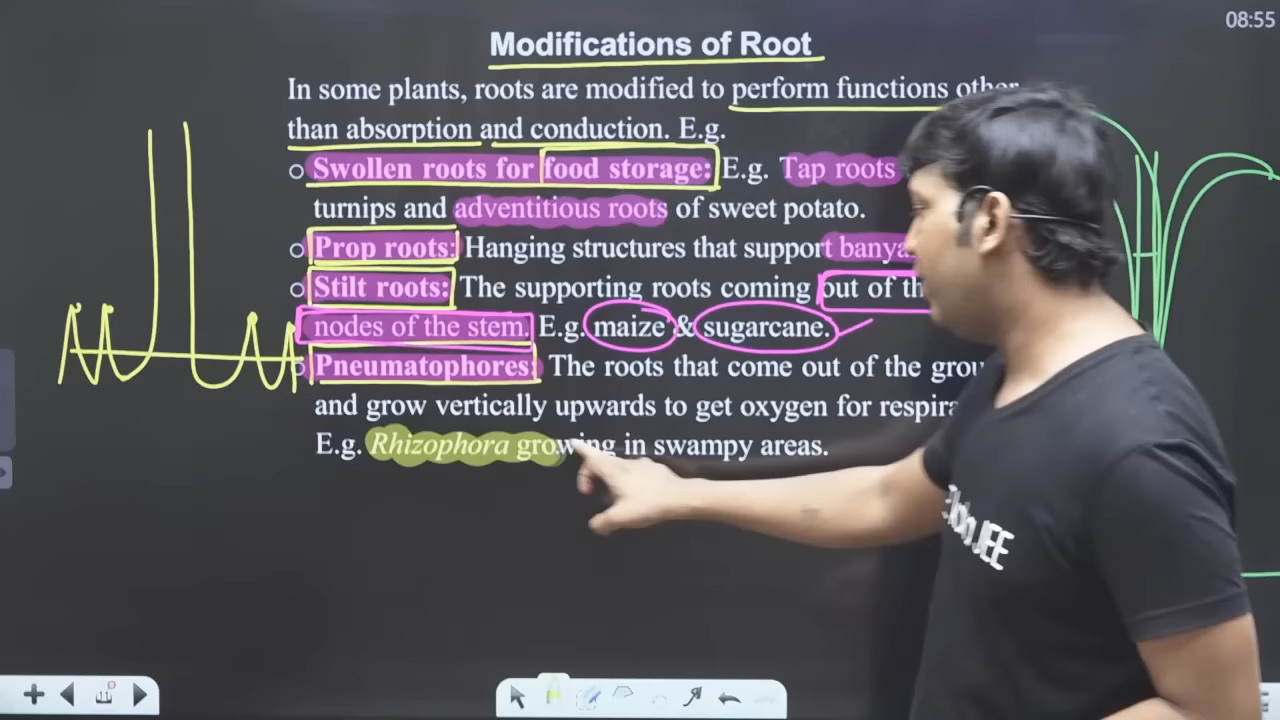 08:55
Modifications of Root
In some plants, roots are modified to perform functions other
than absorption and conduction. E.g.
Swollen roots for food storage: E.g. Tap roots
turnips and adventitious roots of sweet potato.
Prop roots: Hanging structures that support
Stilt roots: The supporting roots coming out of
nodes of the stem. E.g. maize & sugarcane.
Pneumatophores: The roots that come out of the
and grow vertically upwards to get oxygen for
E.g. Rhizophora growing in swampy areas.
JEE